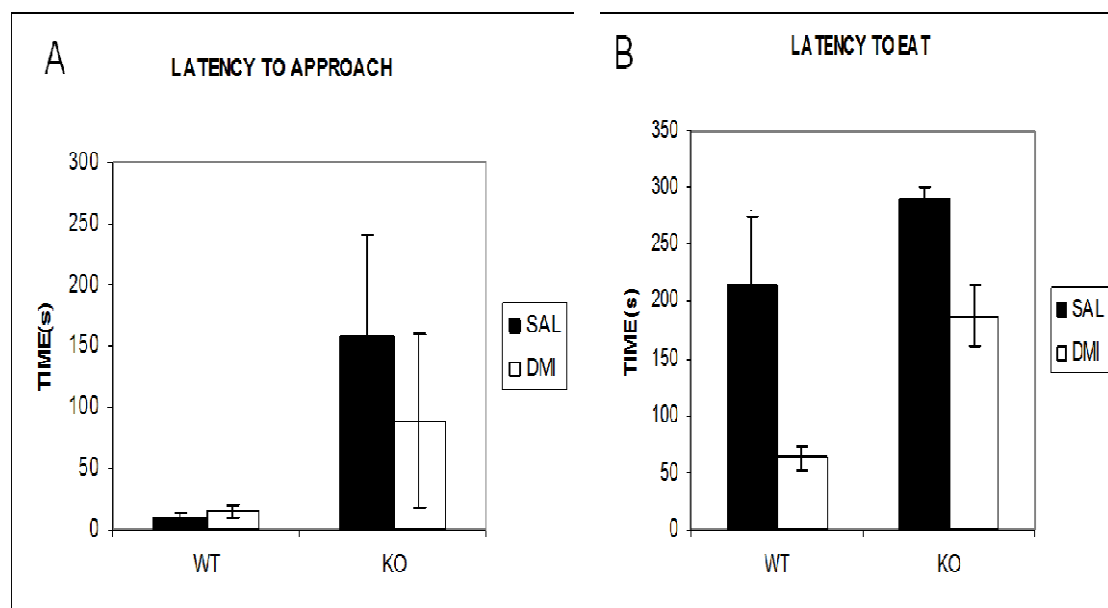 A
LATENCY TO APPROACH
300
250
200
150
100
50
0
TIME(s)
WT
KO
SAL
DMI
B
LATENCY TO EAT
350
300
250
200
150
100
50
0
TIME(s)
WT
KO
SAL
DMI